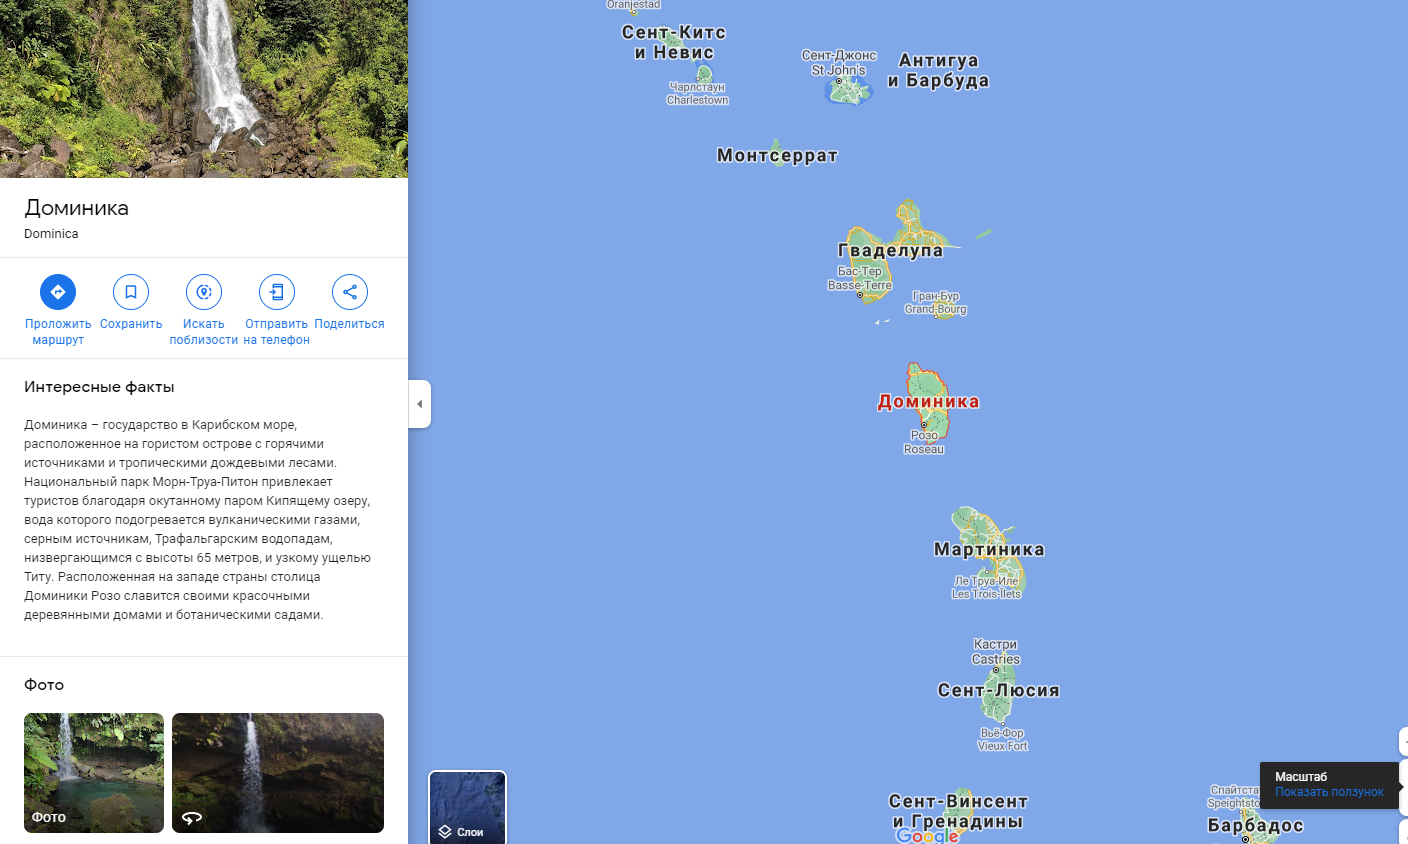 Доминика
Dominica
Проложить
маршрут
Сохранить
Искать
поблизости
Отправить
на телефон
Поделиться
Интересные факты
Доминика – государство в Карибском море,
расположенное на гористом острове с горячими
источниками и тропическими дождевыми лесами.
Национальный парк Морн-Труа-Питон привлекает
туристов благодаря окутанному паром Кипящему озеру,
вода которого подогревается вулканическими газами,
серным источникам, Трафальгарским водопадам,
низвергающимся с высоты 65 метров, и узкому ущелью
Титу. Расположенная на западе страны столица
Доминики Розо славится своими красочными
деревянными домами и ботаническими садами.
Фото
Фото
Oranjestad
Сент-Китс
и Невис
Чарлстаун
Charlestown
Сент-Джонс
St John's
Антигуа
и Барбуда
Монтсеррат
Гваделупа
Бас-Тер
Basse-Terre
Гран-Бур
Grand-Bourg
Доминика
Розо
Roseau
Мартиника
Ле Труа-Иле
Les Trois-Îlets
Кастри
Castries
Сент-Люсия
Вьё-Фор
Vieux Fort
Сент-Винсент
и Гренадины
Google
Слои
Масштаб
Показать ползунок
Барбадос